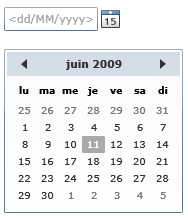 <dd/MM/yyyy>
15
juin 2009
lu ma me je ve sa di
25 26 27 28 29 30 31
1 2 3 4 5 6 7
8 9 10 11 12 13 14
15 16 17 18 19 20 21
22 23 24 25 26 27 28
29 30 1 2 3 4 5